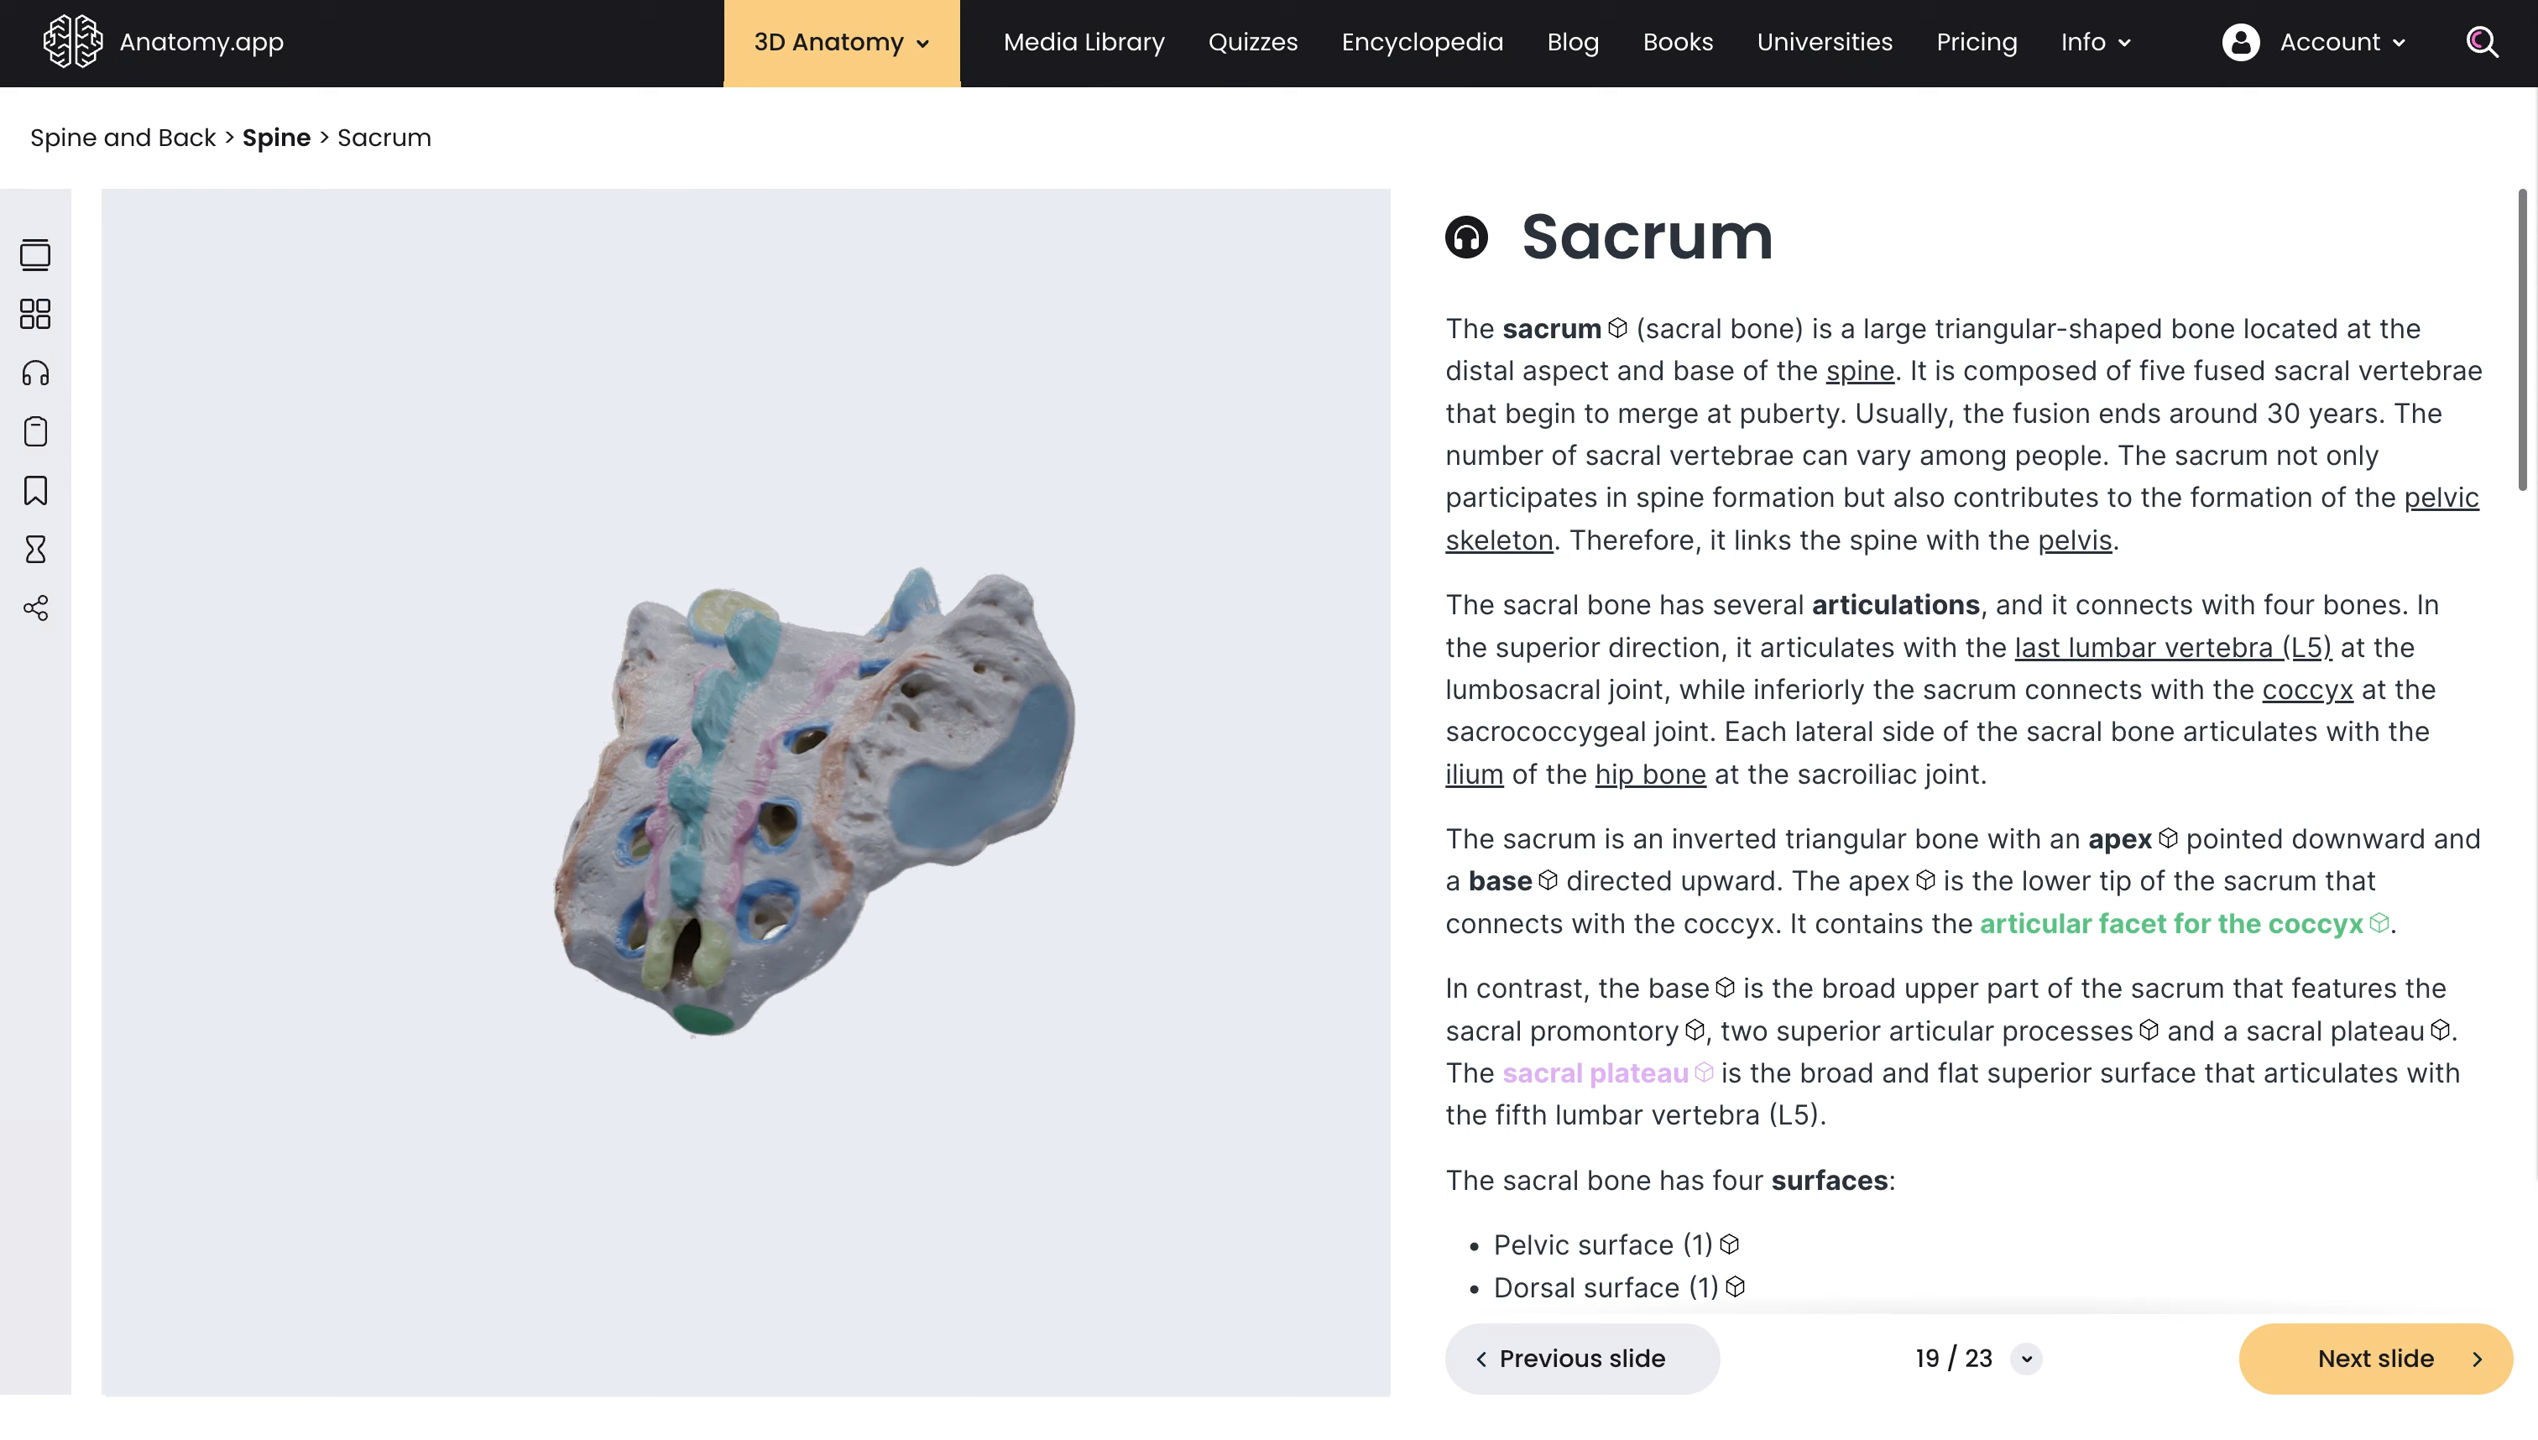 Anatomy.app
3D Anatomy
Media Library
Quizzes
Encyclopedia
Blog
Books
Universities
Pricing
Info
Account
Spine and Back > Spine > Sacrum
Sacrum
The sacrum (sacral bone) is a large triangular-shaped bone located at the
distal aspect and base of the spine. It is composed of five fused sacral vertebrae
that begin to merge at puberty. Usually, the fusion ends around 30 years. The
number of sacral vertebrae can vary among people. The sacrum not only
participates in spine formation but also contributes to the formation of the pelvic
skeleton. Therefore, it links the spine with the pelvis.
The sacral bone has several articulations, and it connects with four bones. In
the superior direction, it articulates with the last lumbar vertebra (L5) at the
lumbosacral joint, while inferiorly the sacrum connects with the coccyx at the
sacrococcygeal joint. Each lateral side of the sacral bone articulates with the
ilium of the hip bone at the sacroiliac joint.
The sacrum is an inverted triangular bone with an apex pointed downward and
a base directed upward. The apex is the lower tip of the sacrum that
connects with the coccyx. It contains the articular facet for the coccyx.
In contrast, the base is the broad upper part of the sacrum that features the
sacral promontory, two superior articular processes and a sacral plateau.
The sacral plateau is the broad and flat superior surface that articulates with
the fifth lumbar vertebra (L5).
The sacral bone has four surfaces:
• Pelvic surface (1)
• Dorsal surface (1)
Previous slide
19 / 23
Next slide